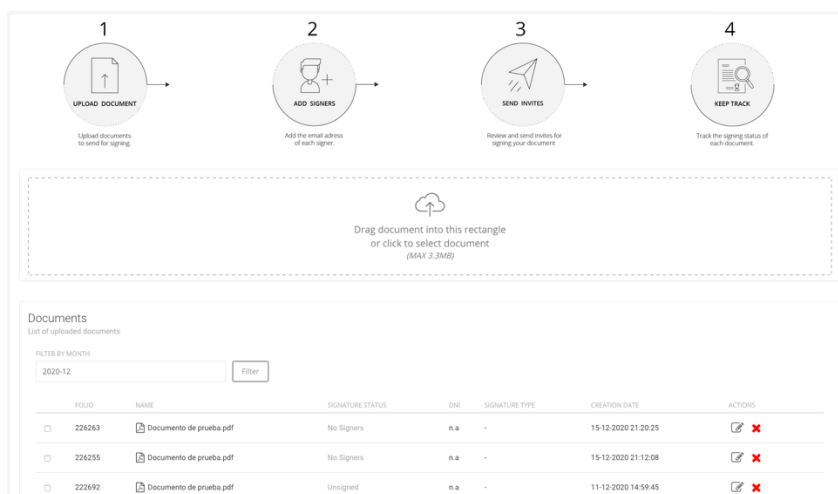 1 2 3 4
UPLOAD DOCUMENT ADD SIGNERS SEND INVITES KEEP TRACK
Upload documents Add the email adress Review and send invites for Track the signing status of
to send for signing. of each signer. signing your document each document.
Drag document into this rectangle
or click to select document
(MAX 3.3MB)
Documents
List of uploaded documents
FILTER BY MONTH
2020-12 Filter
FOLIO NAME SIGNATURE STATUS DNI SIGNATURE TYPE CREATION DATE ACTIONS
226263 Documento de prueba.pdf No Signers n.a - 15-12-2020 21:20:25
226255 Documento de prueba.pdf No Signers n.a - 15-12-2020 21:12:08
222692 Documento de prueba.pdf Unsigned n.a - 11-12-2020 14:59:45